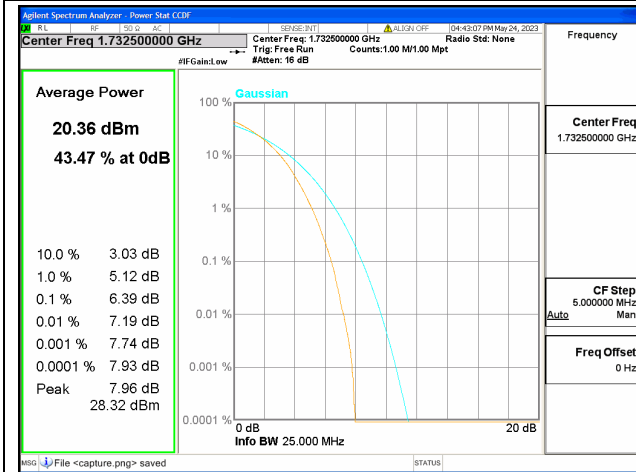 Agilent Spectrum Analyzer - Power Stat CCDF
RL RF 50 Ω AC SENSE:INT ALIGN OFF 04:43:07 PM May 24, 2023
Center Freq 1.732500000 GHz
Center Freq: 1.732500000 GHz Radio Std: None
Trig: Free Run Counts:1.00 M/1.00 Mpt
#IFGain:Low #Atten: 16 dB
Frequency
Average Power
20.36 dBm
43.47 % at 0dB
10.0 % 3.03 dB
1.0 % 5.12 dB
0.1 % 6.39 dB
0.01 % 7.19 dB
0.001 % 7.74 dB
0.0001 % 7.93 dB
Peak 7.96 dB
28.32 dBm
Gaussian
100 %
10 %
1 %
0.1 %
0.01 %
0.001 %
0.0001 %
0 dB 20 dB
Info BW 25.000 MHz
Center Freq
1.732500000 GHz
CF Step
5.000000 MHz
Auto Man
Freq Offset
0 Hz
MSG File <capture.png> saved STATUS